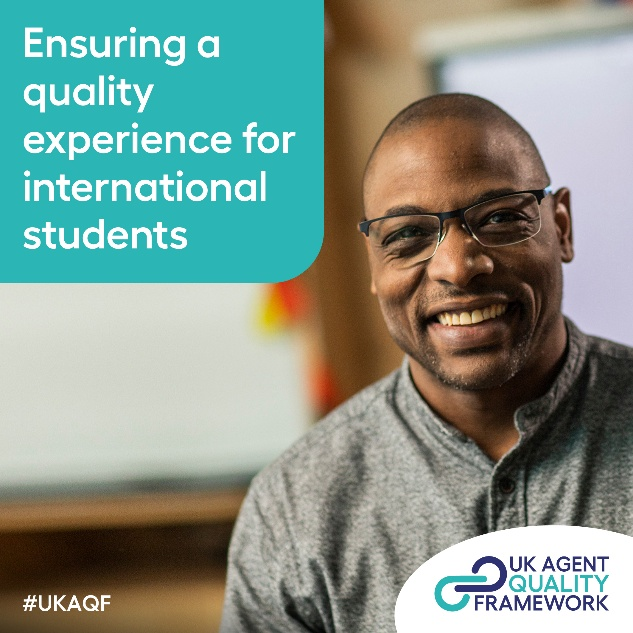 Ensuring a
quality
experience for
international
students
#UKAQF
UK AGENT
QUALITY
FRAMEWORK